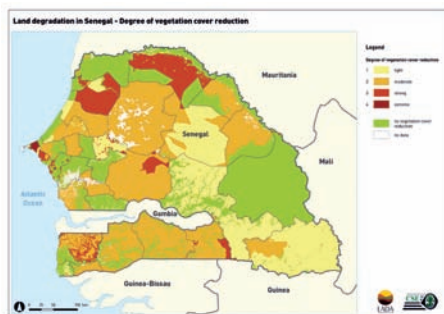 Land degradation in Senegal - Degree of vegetation cover reduction
Legend
Degree of vegetation cover reduction
1 light
2 moderate
3 strong
4 extreme
no vegetation cover
reduction
no data
Mauritania
Senegal
Mali
Atlantic
Ocean
Gambia
Guinea-Bissau
Guinea
LADA
CSE